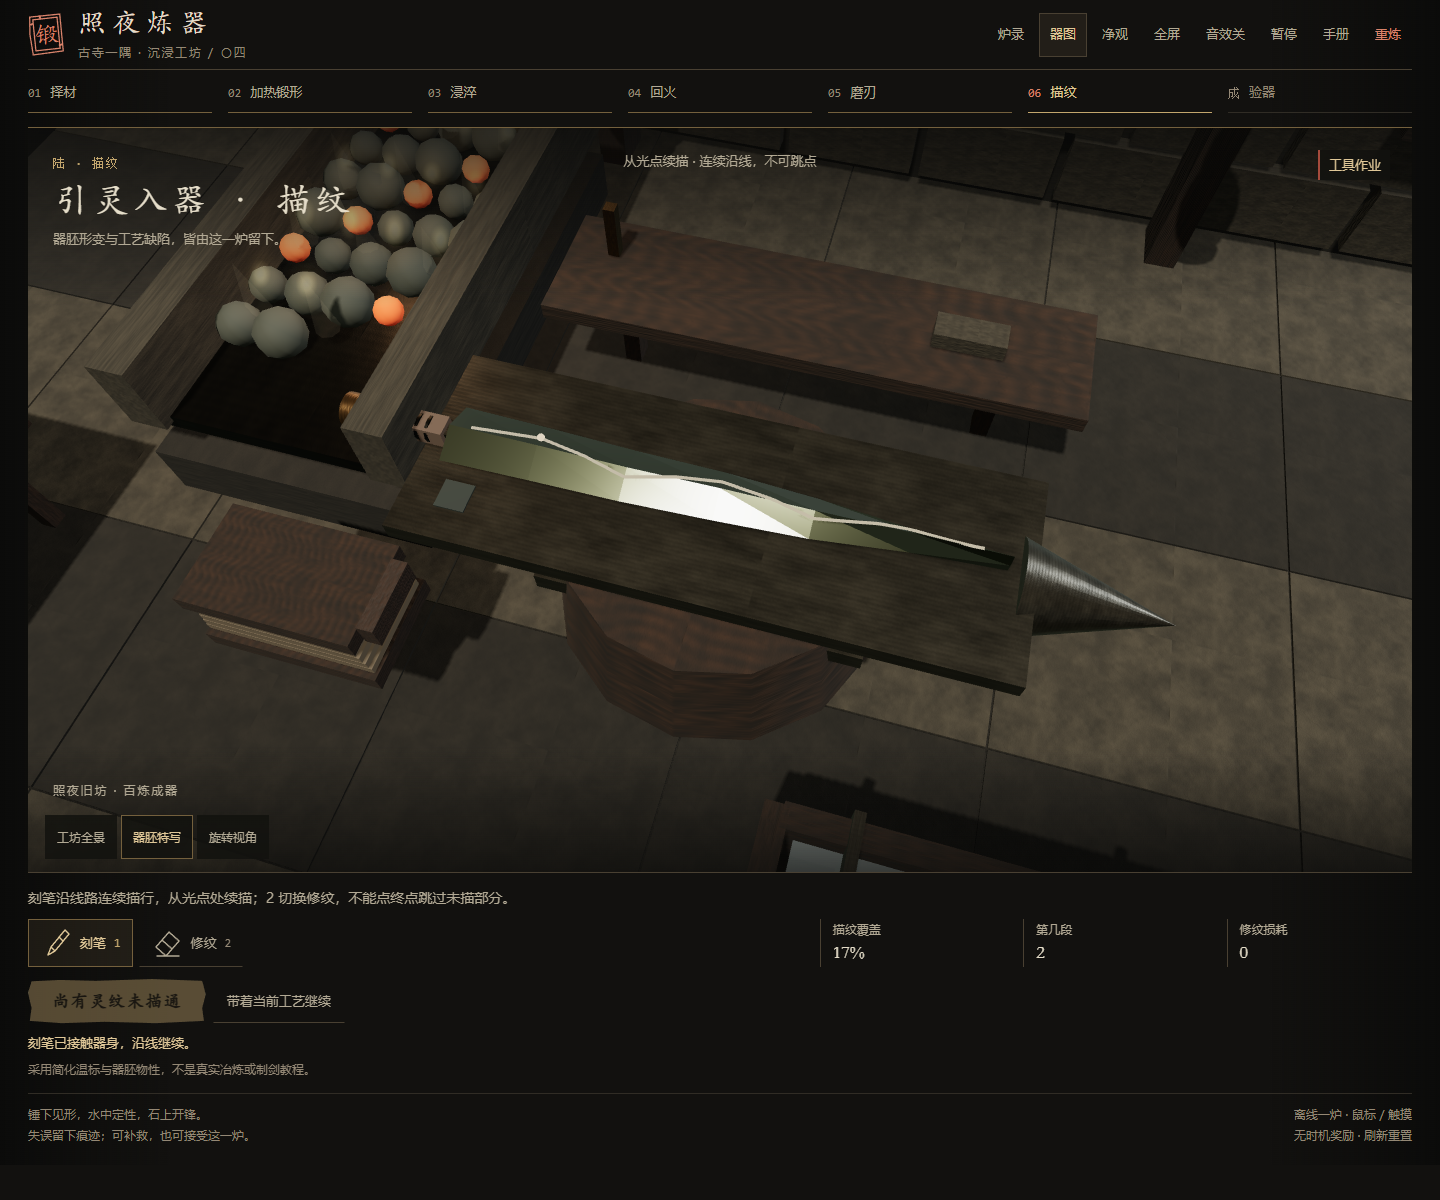 锻
照夜炼器
古寺一隅 · 沉浸工坊 / 〇四
炉录 器图 净观 全屏 音效关 暂停 手册 重炼
01 择材 02 加热锻形 03 浸淬 04 回火 05 磨刃 06 描纹 成 验器
陆 · 描纹
从光点续描 · 连续沿线，不可跳点
工具作业
引灵入器 · 描纹
器胚形变与工艺缺陷，皆由这一炉留下。
照夜旧坊 · 百炼成器
工坊全景 器胚特写 旋转视角
刻笔沿线路连续描行，从光点处续描；2 切换修纹，不能点终点跳过未描部分。
刻笔 1 修纹 2
描纹覆盖 第几段 修纹损耗
17% 2 0
尚有灵纹未描通 带着当前工艺继续
刻笔已接触器身，沿线继续。
采用简化温标与器胚物性，不是真实冶炼或制剑教程。
锤下见形，水中定性，石上开锋。
失误留下痕迹；可补救，也可接受这一炉。
离线一炉 · 鼠标 / 触摸
无时机奖励 · 刷新重置